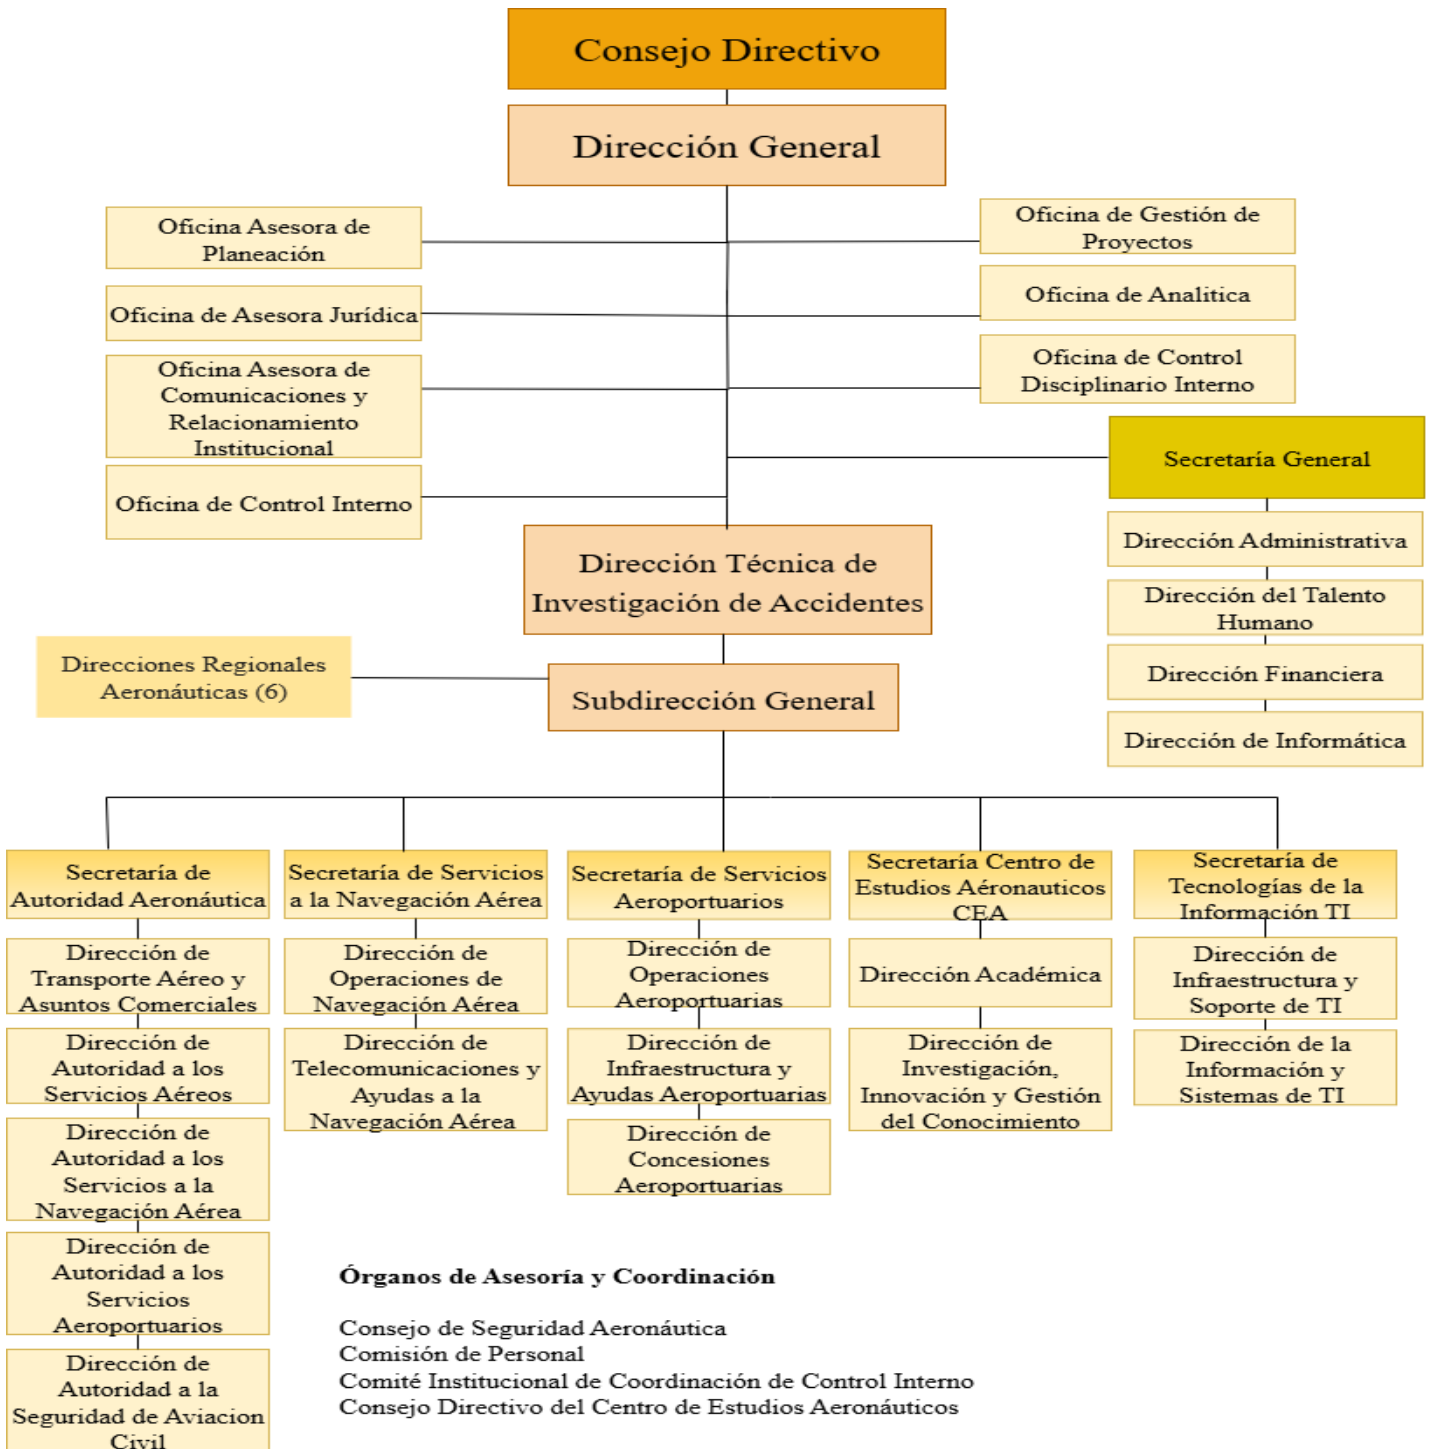 Consejo Directivo
Dirección General
Oficina Asesora de
Planeación
Oficina de Asesora Jurídica
Oficina Asesora de
Comunicaciones y
Relacionamiento
Institucional
Oficina de Control Interno
Oficina de Gestión de
Proyectos
Oficina de Analitica
Oficina de Control
Disciplinario Interno
Secretaría General
Dirección Administrativa
Dirección del Talento
Humano
Dirección Financiera
Dirección de Informática
Dirección Técnica de
Investigación de Accidentes
Direcciones Regionales
Aeronáuticas (6)
Subdirección General
Secretaría de
Autoridad Aeronáutica
Dirección de
Transporte Aéreo y
Asuntos Comerciales
Dirección de
Autoridad a los
Servicios Aéreos
Dirección de
Autoridad a los
Servicios a la
Navegación Aérea
Dirección de
Autoridad a los
Servicios
Aeroportuarios
Dirección de
Autoridad a la
Seguridad de Aviacion
Civil
Secretaría de Servicios
a la Navegación Aérea
Dirección de
Operaciones de
Navegación Aérea
Dirección de
Telecomunicaciones y
Ayudas a la
Navegación Aérea
Secretaría de Servicios
Aeroportuarios
Dirección de
Operaciones
Aeroportuarias
Dirección de
Infraestructura y
Ayudas Aeroportuarias
Dirección de
Concesiones
Aeroportuarias
Secretaría Centro de
Estudios Aéronauticos
CEA
Dirección Académica
Dirección de
Investigación,
Innovación y Gestión
del Conocimiento
Secretaría de
Tecnologías de la
Información TI
Dirección de
Infraestructura y
Soporte de TI
Dirección de la
Información y
Sistemas de TI
Órganos de Asesoría y Coordinación
Consejo de Seguridad Aeronáutica
Comisión de Personal
Comité Institucional de Coordinación de Control Interno
Consejo Directivo del Centro de Estudios Aeronáuticos